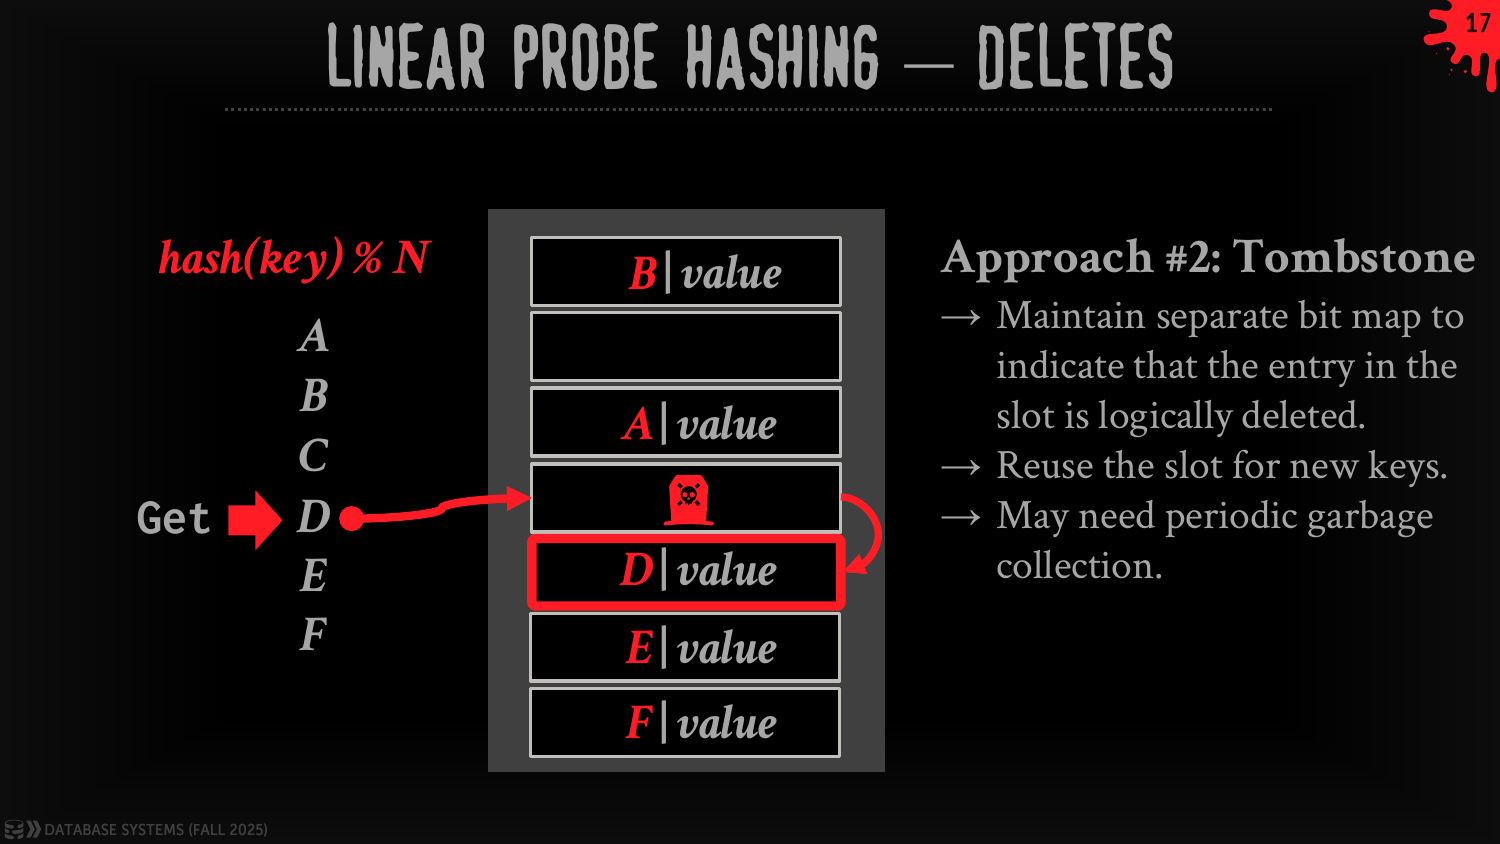 LINEAR PROBE HASHING — DELETES
17
hash(key) % N
A
B
C
Get
D
E
F
B|value
A|value
D|value
E|value
F|value
Approach #2: Tombstone
→ Maintain separate bit map to
indicate that the entry in the
slot is logically deleted.
→ Reuse the slot for new keys.
→ May need periodic garbage
collection.
DATABASE SYSTEMS (FALL 2025)